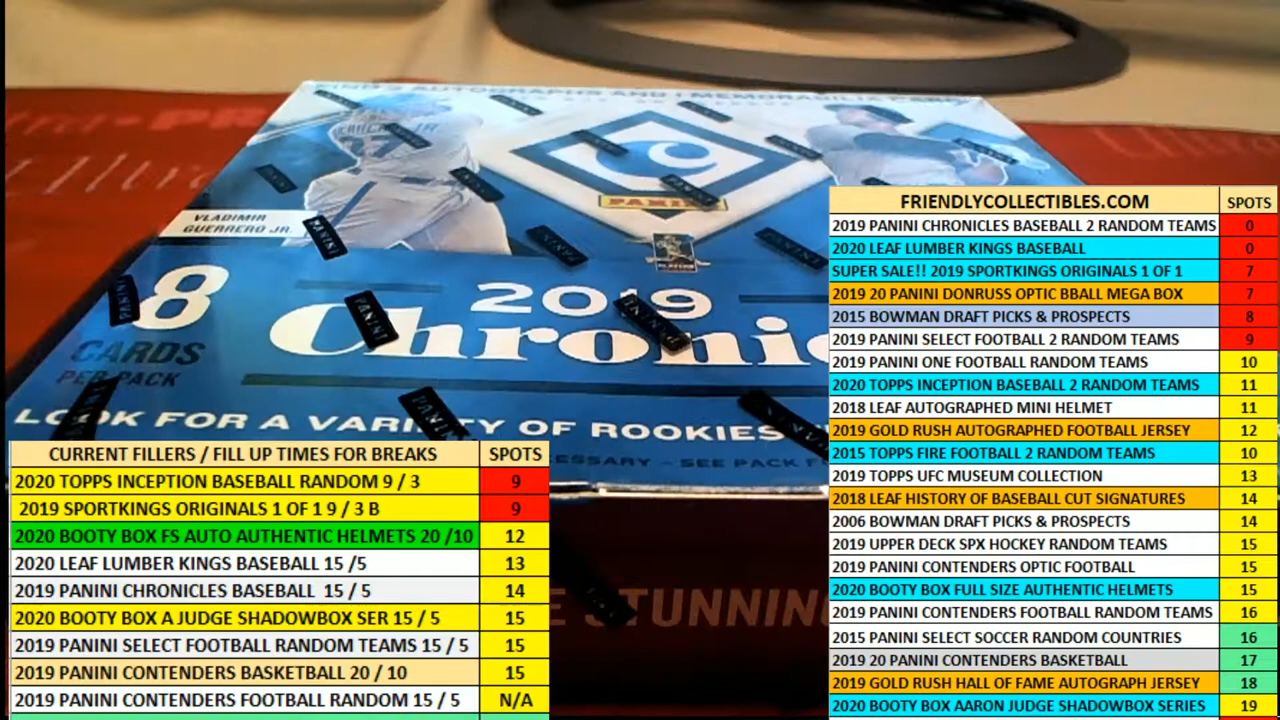 VLADIMIR
GUERRERO JR.
PANINI
8
CARDS
PER PACK
2019
LOOK FOR A VARIETY OF ROOKIES
STUNNING
FRIENDLYCOLLECTIBLES.COM SPOTS
2019 PANINI CHRONICLES BASEBALL 2 RANDOM TEAMS 0
2020 LEAF LUMBER KINGS BASEBALL 0
SUPER SALE!! 2019 SPORTKINGS ORIGINALS 1 OF 1 7
2019 20 PANINI DONRUSS OPTIC BBALL MEGA BOX 7
2015 BOWMAN DRAFT PICKS & PROSPECTS 8
2019 PANINI SELECT FOOTBALL 2 RANDOM TEAMS 9
2019 PANINI ONE FOOTBALL RANDOM TEAMS 10
2020 TOPPS INCEPTION BASEBALL 2 RANDOM TEAMS 11
2018 LEAF AUTOGRAPHED MINI HELMET 11
2019 GOLD RUSH AUTOGRAPHED FOOTBALL JERSEY 12
2015 TOPPS FIRE FOOTBALL 2 RANDOM TEAMS 10
2019 TOPPS UFC MUSEUM COLLECTION 13
2018 LEAF HISTORY OF BASEBALL CUT SIGNATURES 14
2006 BOWMAN DRAFT PICKS & PROSPECTS 14
2019 UPPER DECK SPX HOCKEY RANDOM TEAMS 15
2019 PANINI CONTENDERS OPTIC FOOTBALL 15
2020 BOOTY BOX FULL SIZE AUTHENTIC HELMETS 15
2019 PANINI CONTENDERS FOOTBALL RANDOM TEAMS 16
2015 PANINI SELECT SOCCER RANDOM COUNTRIES 16
2019 20 PANINI CONTENDERS BASKETBALL 17
2019 GOLD RUSH HALL OF FAME AUTOGRAPH JERSEY 18
2020 BOOTY BOX AARON JUDGE SHADOWBOX SERIES 19
CURRENT FILLERS / FILL UP TIMES FOR BREAKS SPOTS
2020 TOPPS INCEPTION BASEBALL RANDOM 9 / 3 9
2019 SPORTKINGS ORIGINALS 1 OF 1 9 / 3 B 9
2020 BOOTY BOX FS AUTO AUTHENTIC HELMETS 20 /10 12
2020 LEAF LUMBER KINGS BASEBALL 15 /5 13
2019 PANINI CHRONICLES BASEBALL 15 / 5 14
2020 BOOTY BOX A JUDGE SHADOWBOX SER 15 / 5 15
2019 PANINI SELECT FOOTBALL RANDOM TEAMS 15 / 5 15
2019 PANINI CONTENDERS BASKETBALL 20 / 10 15
2019 PANINI CONTENDERS FOOTBALL RANDOM 15 / 5 N/A